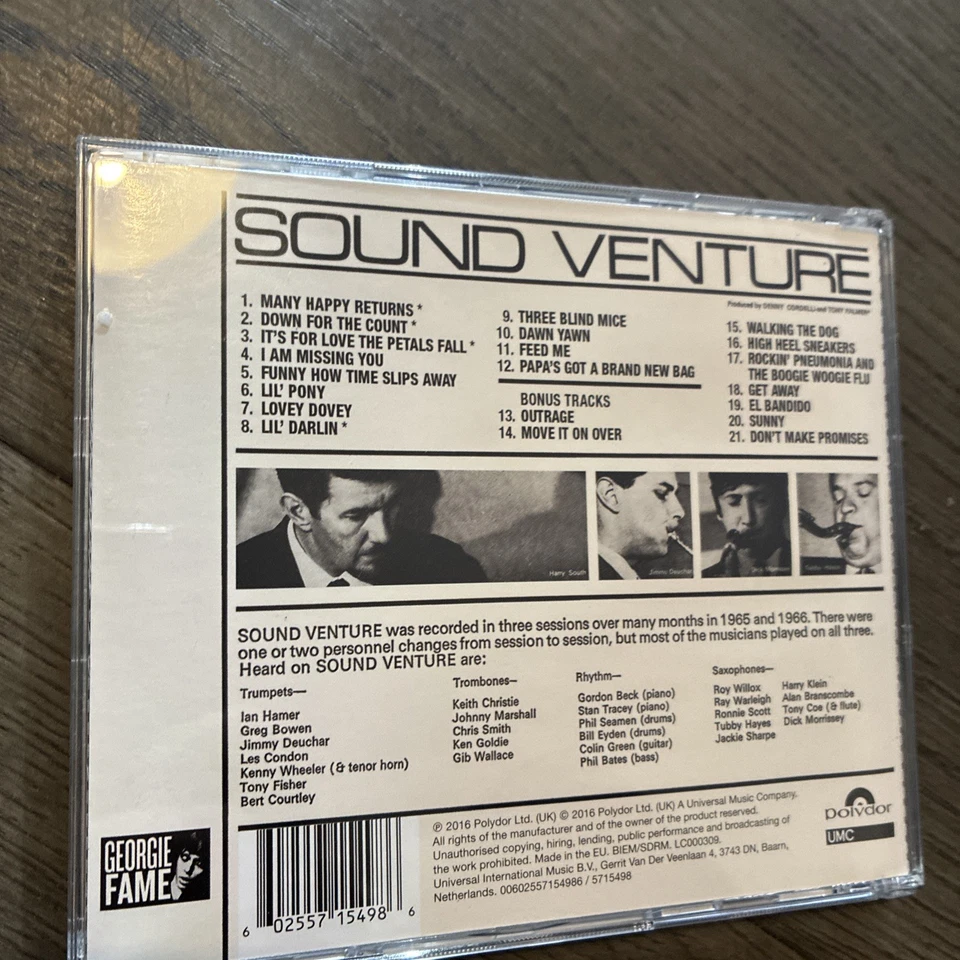 SOUND VENTURE
Produced by DENNY CORDELL and TONY PALMER
1. MANY HAPPY RETURNS *
2. DOWN FOR THE COUNT *
3. IT'S FOR LOVE THE PETALS FALL *
4. I AM MISSING YOU
5. FUNNY HOW TIME SLIPS AWAY
6. LIL' PONY
7. LOVEY DOVEY
8. LIL' DARLIN *
9. THREE BLIND MICE
10. DAWN YAWN
11. FEED ME
12. PAPA'S GOT A BRAND NEW BAG
BONUS TRACKS
13. OUTRAGE
14. MOVE IT ON OVER
15. WALKING THE DOG
16. HIGH HEEL SNEAKERS
17. ROCKIN' PNEUMONIA AND
THE BOOGIE WOOGIE FLU
18. GET AWAY
19. EL BANDIDO
20. SUNNY
21. DON'T MAKE PROMISES
Harry South
Jimmy Deuchar
Dick Morrissey
Tubby Hayes
SOUND VENTURE was recorded in three sessions over many months in 1965 and 1966. There were
one or two personnel changes from session to session, but most of the musicians played on all three.
Heard on SOUND VENTURE are:
Trumpets—
Ian Hamer
Greg Bowen
Jimmy Deuchar
Les Condon
Kenny Wheeler (& tenor horn)
Tony Fisher
Bert Courtley
Trombones—
Keith Christie
Johnny Marshall
Chris Smith
Ken Goldie
Gib Wallace
Rhythm—
Gordon Beck (piano)
Stan Tracey (piano)
Phil Seamen (drums)
Bill Eyden (drums)
Colin Green (guitar)
Phil Bates (bass)
Saxophones—
Roy Willox
Ray Warleigh
Ronnie Scott
Tubby Hayes
Jackie Sharpe
Harry Klein
Alan Branscombe
Tony Coe (& flute)
Dick Morrissey
GEORGIE
FAME
6 02557 15498 6
℗ 2016 Polydor Ltd. (UK) © 2016 Polydor Ltd. (UK) A Universal Music Company.
All rights of the manufacturer and of the owner of the product reserved.
Unauthorised copying, hiring, lending, public performance and broadcasting of
the work prohibited. Made in the EU. BIEM/SDRM. LC000309.
Universal International Music B.V., Gerrit Van Der Veenlaan 4, 3743 DN, Baarn,
Netherlands. 00602557154986 / 5715498
Polydor
UMC